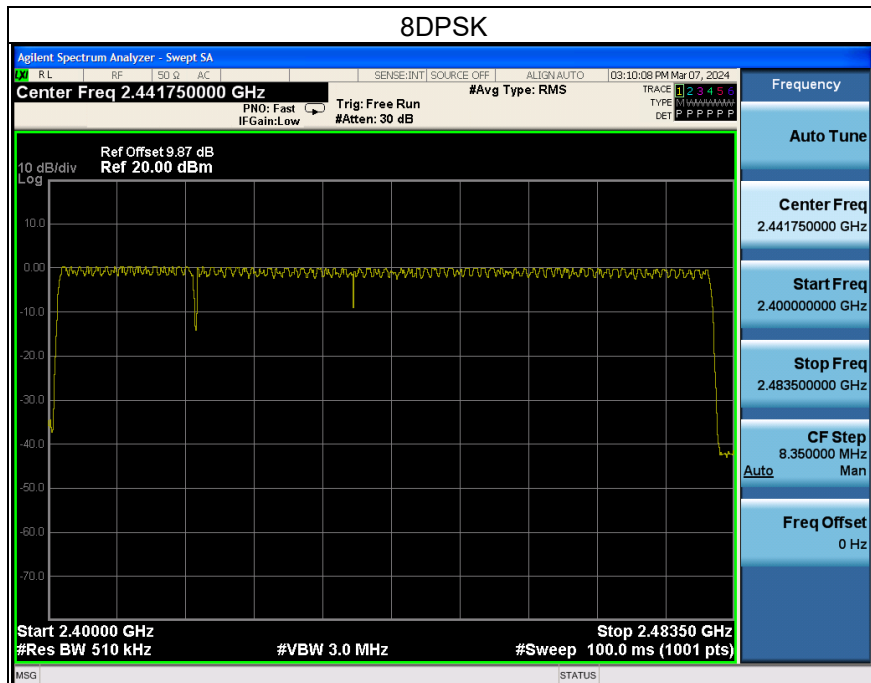 8DPSK
Agilent Spectrum Analyzer - Swept SA
LXI RL RF 50 Ω AC SENSE:INT SOURCE OFF ALIGN AUTO 03:10:08 PM Mar 07, 2024
Center Freq 2.441750000 GHz
#Avg Type: RMS
TRACE 1 2 3 4 5 6
PNO: Fast Trig: Free Run
TYPE M WWWWW
IFGain:Low #Atten: 30 dB
DET P P P P P P
Frequency
Auto Tune
Center Freq
2.441750000 GHz
Start Freq
2.400000000 GHz
Stop Freq
2.483500000 GHz
CF Step
8.350000 MHz
Auto Man
Freq Offset
0 Hz
Ref Offset 9.87 dB
10 dB/div Ref 20.00 dBm
Log
10.0
0.00
-10.0
-20.0
-30.0
-40.0
-50.0
-60.0
-70.0
Start 2.40000 GHz Stop 2.48350 GHz
#Res BW 510 kHz #VBW 3.0 MHz #Sweep 100.0 ms (1001 pts)
MSG STATUS